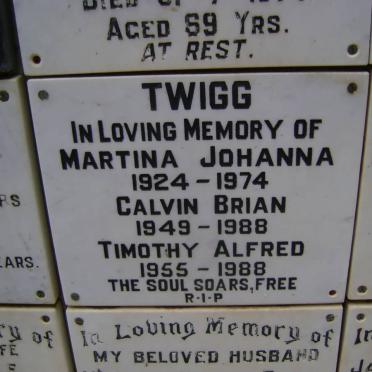 AGED 69 YRS.
AT REST.
TWIGG
IN LOVING MEMORY OF
MARTINA JOHANNA
1924 - 1974
CALVIN BRIAN
1949 - 1988
TIMOTHY ALFRED
1955 - 1988
THE SOUL SOARS, FREE
R·I·P
In Loving Memory of
MY BELOVED HUSBAND